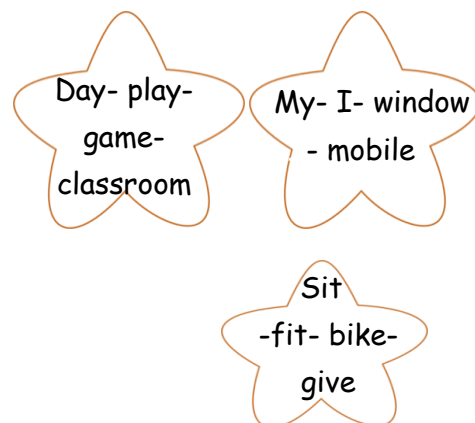 Day- play-
game-
classroom
My- I- window
- mobile
Sit
-fit- bike-
give